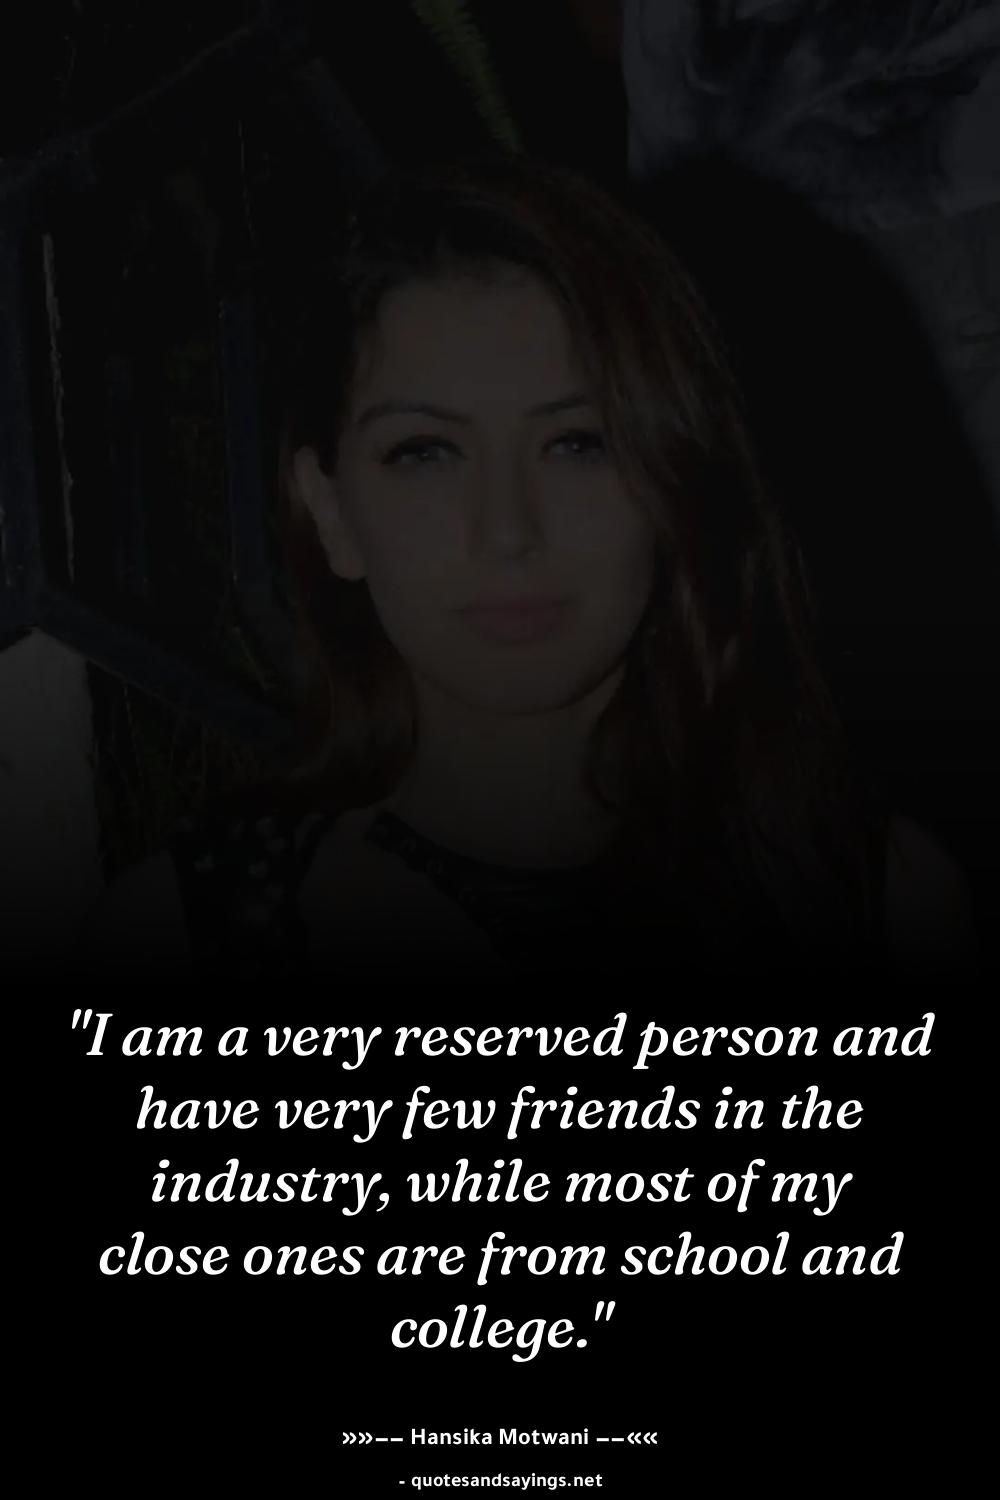 "I am a very reserved person and
have very few friends in the
industry, while most of my
close ones are from school and
college."
»»−− Hansika Motwani −−««
- quotesandsayings.net